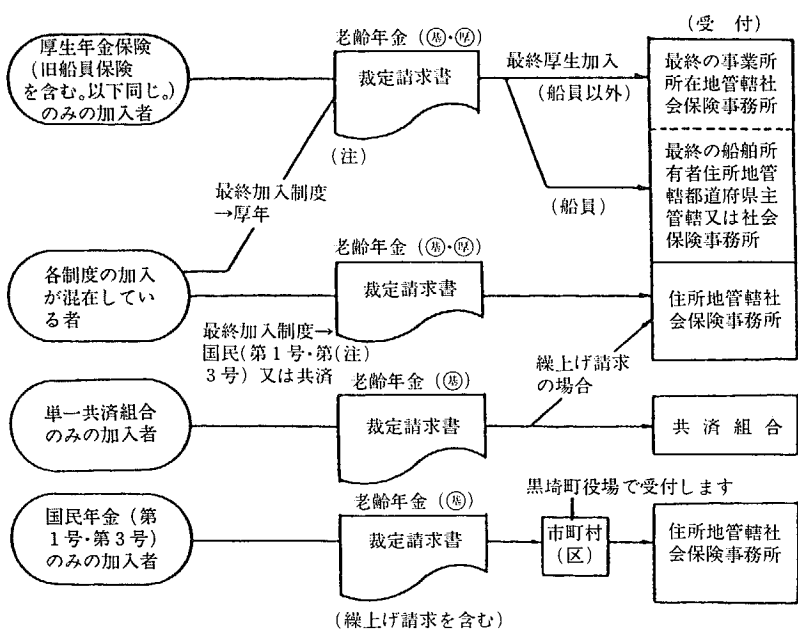 (受　付)
厚生年金保険
(旧船員保険
を含む。以下同じ。)
のみの加入者
老齢年金(基・厚)
裁定請求書
(注)
最終厚生加入
(船員以外)
(船員)
最終の事業所
所在地管轄社
会保険事務所
最終の船舶所
有者住所地管
轄都道府県主
管轄又は社会
保険事務所
最終加入制度
→厚年
各制度の加入
が混在してい
る者
老齢年金(基・厚)
裁定請求書
最終加入制度→
国民(第1号・第(注)
3号)又は共済
住所地管轄社
会保険事務所
繰上げ請求
の場合
単一共済組合
のみの加入者
老齢年金(基)
裁定請求書
共済組合
国民年金(第
1号・第3号)
のみの加入者
老齢年金(基)
裁定請求書
(繰上げ請求を含む)
黒埼町役場で受付します
市町村
(区)
住所地管轄社
会保険事務所